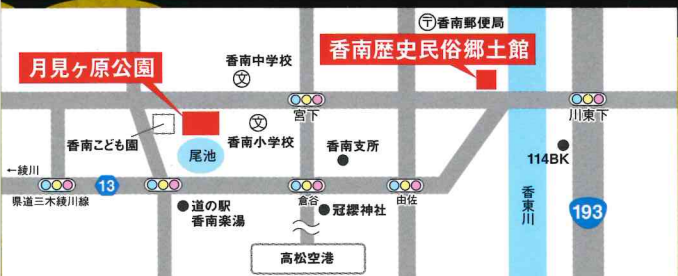 〒香南郵便局
香南歴史民俗郷土館
香南中学校
文
月見ヶ原公園
宮下
川東下
香南こども園
文
香南小学校
尾池
香南支所
114BK
←綾川
13
県道三木綾川線
道の駅
香南楽湯
倉谷
冠纓神社
由佐
香東川
193
高松空港